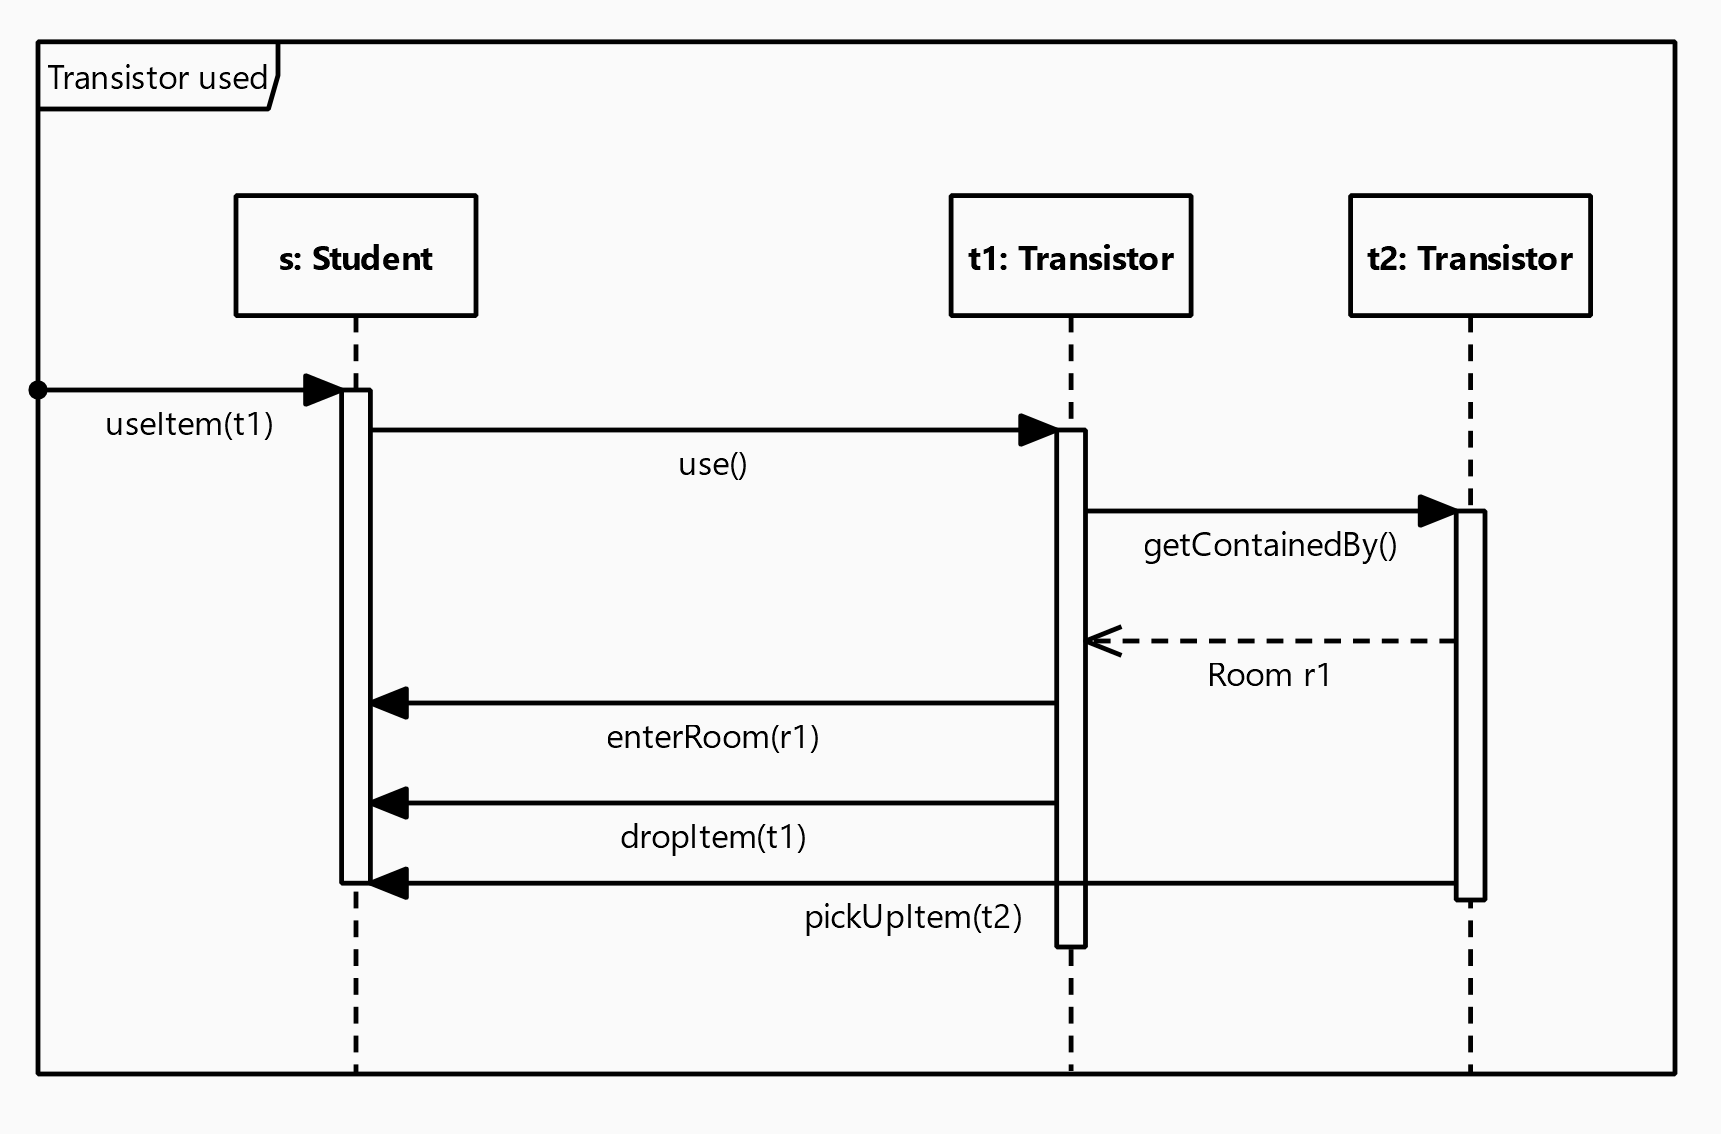 Transistor used
s: Student
t1: Transistor
t2: Transistor
useItem(t1)
use()
getContainedBy()
Room r1
enterRoom(r1)
dropItem(t1)
pickUpItem(t2)